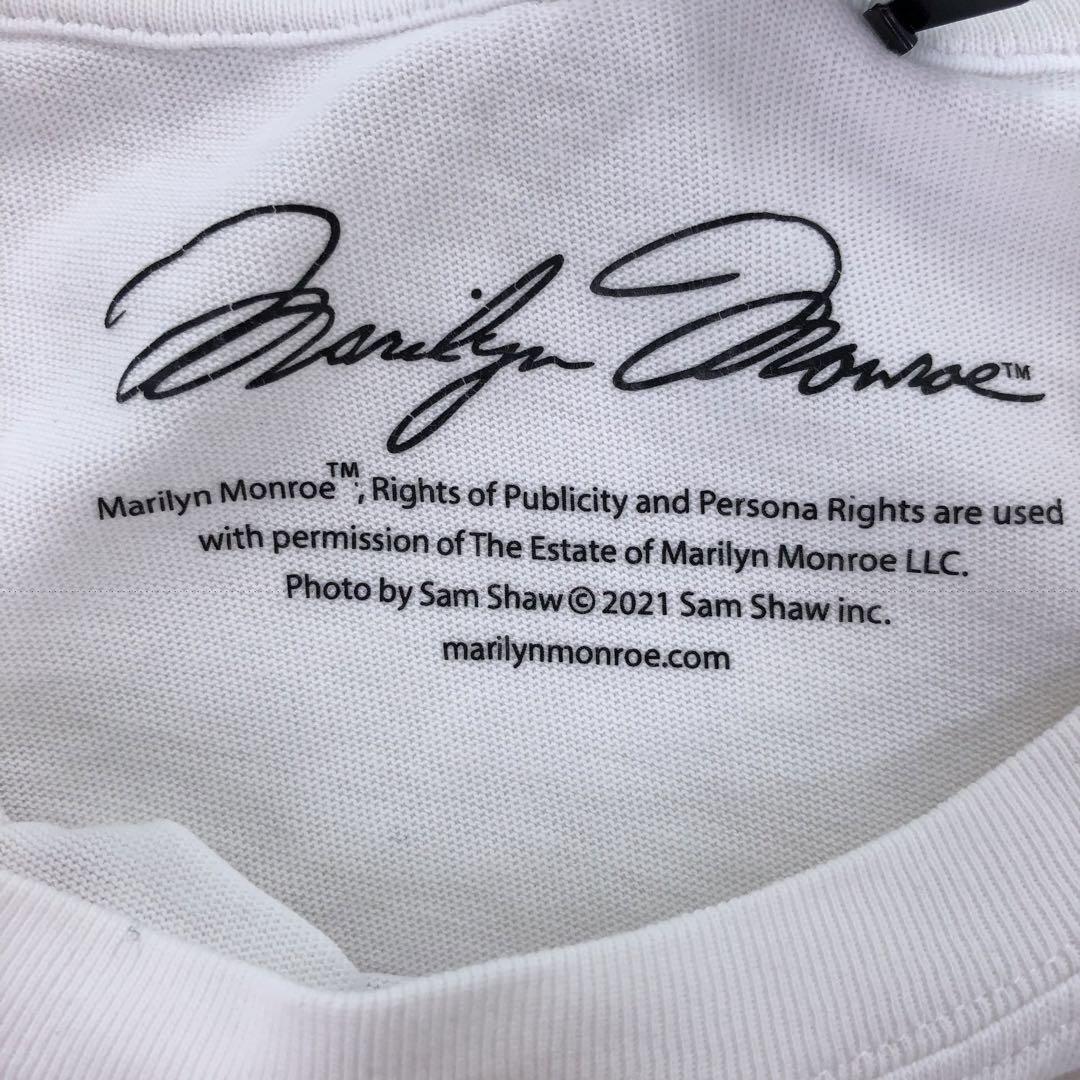 Marilyn Monroe™
Marilyn Monroe™; Rights of Publicity and Persona Rights are used
with permission of The Estate of Marilyn Monroe LLC.
Photo by Sam Shaw © 2021 Sam Shaw inc.
marilynmonroe.com